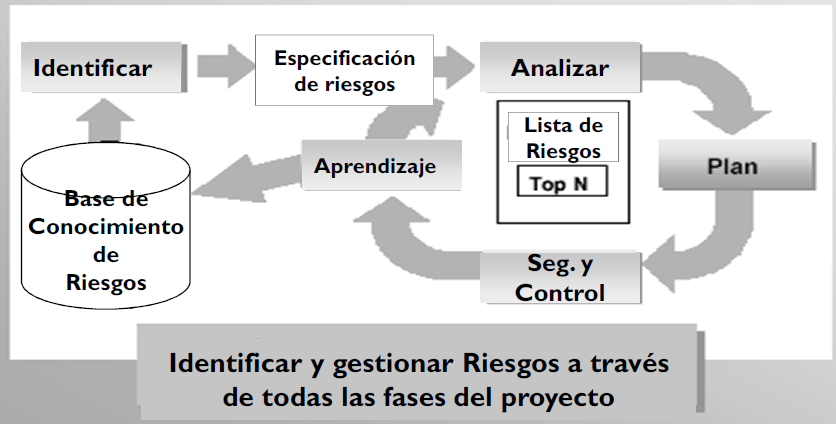 Identificar
Especificación
de riesgos
Analizar
Lista de
Riesgos
Top N
Aprendizaje
Plan
Base de
Conocimiento
de
Riesgos
Seg. y
Control
Identificar y gestionar Riesgos a través
de todas las fases del proyecto